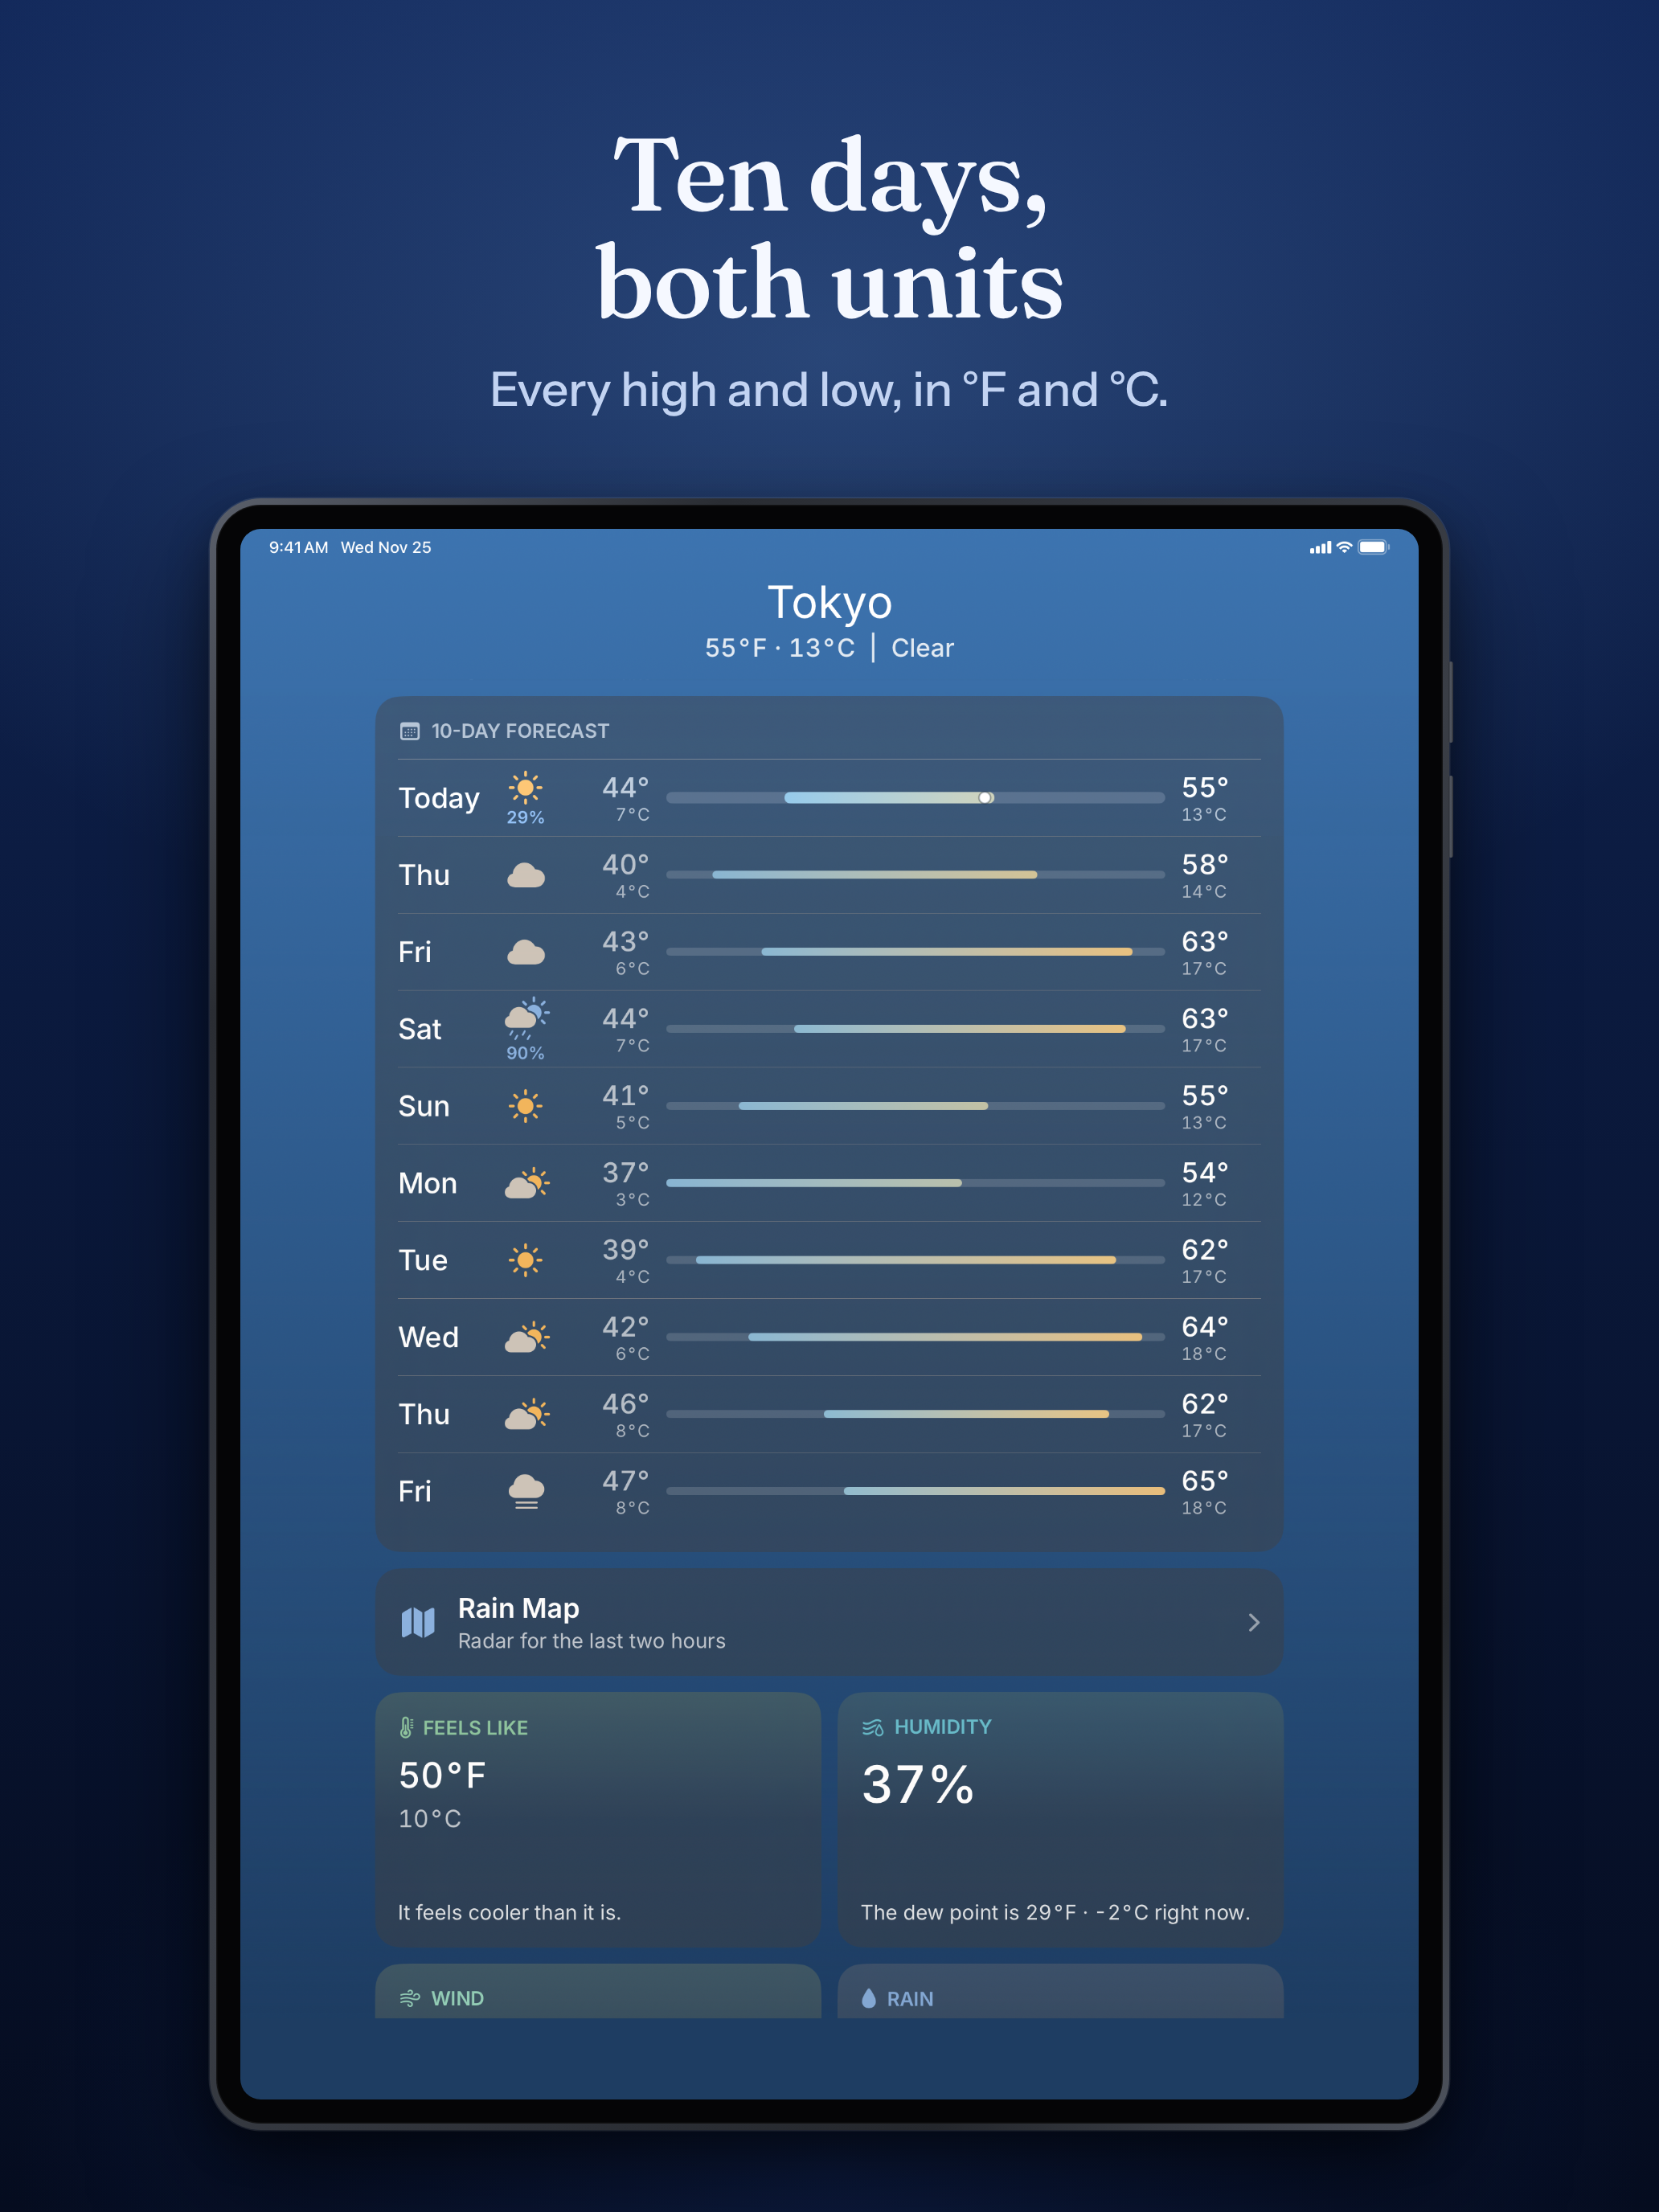 Ten days,
both units
Every high and low, in °F and °C.
9:41 AM Wed Nov 25
Tokyo
55°F · 13°C | Clear
10-DAY FORECAST
Today 29% 44° 7°C 55° 13°C
Thu 40° 4°C 58° 14°C
Fri 43° 6°C 63° 17°C
Sat 90% 44° 7°C 63° 17°C
Sun 41° 5°C 55° 13°C
Mon 37° 3°C 54° 12°C
Tue 39° 4°C 62° 17°C
Wed 42° 6°C 64° 18°C
Thu 46° 8°C 62° 17°C
Fri 47° 8°C 65° 18°C
Rain Map
Radar for the last two hours
FEELS LIKE
50°F
10°C
It feels cooler than it is.
HUMIDITY
37%
The dew point is 29°F · -2°C right now.
WIND
RAIN